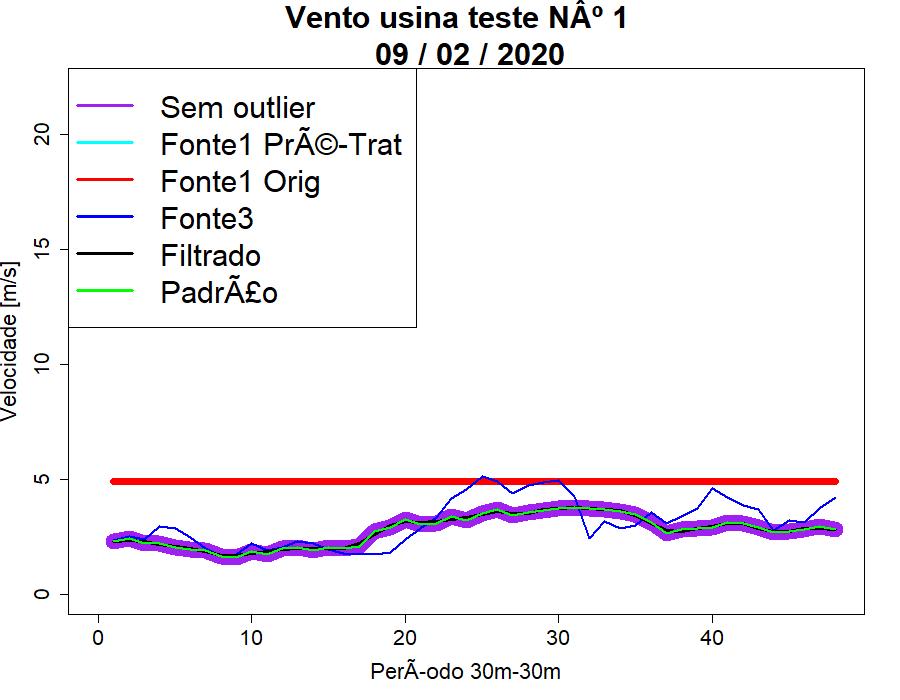 Vento usina teste NÂº 1
09 / 02 / 2020
Sem outlier
Fonte1 PrÃ©-Trat
Fonte1 Orig
Fonte3
Filtrado
PadrÃ£o
Velocidade [m/s]
20
15
10
5
0
0 10 20 30 40
PerÃ-odo 30m-30m